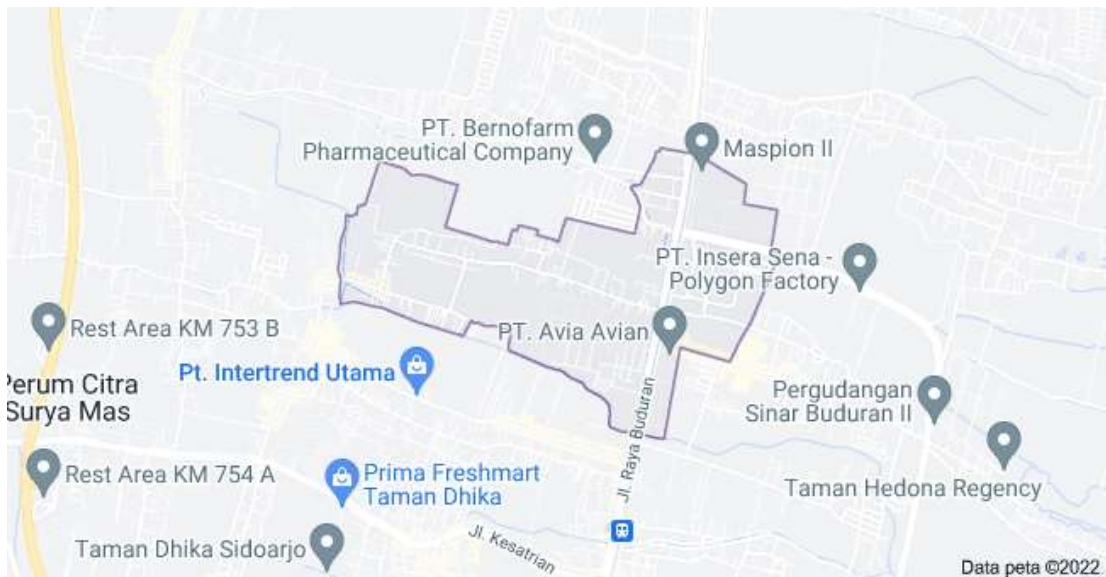 PT. Bernofarm
Pharmaceutical Company
Maspion II
PT. Insera Sena -
Polygon Factory
Rest Area KM 753 B
PT. Avia Avian
Pt. Intertrend Utama
Perum Citra
Surya Mas
Pergudangan
Sinar Buduran II
Jl. Raya Buduran
Rest Area KM 754 A
Prima Freshmart
Taman Dhika
Taman Hedona Regency
Jl. Kesatrian
Taman Dhika Sidoarjo
Data peta ©2022